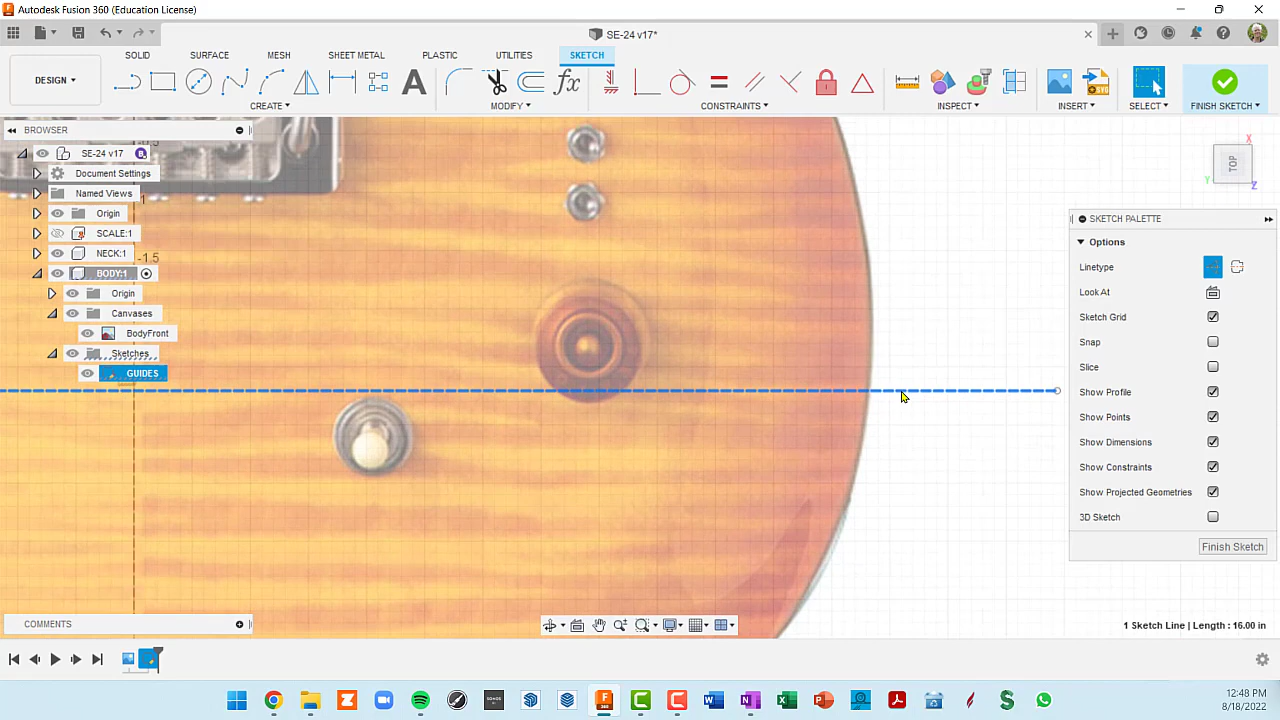 Autodesk Fusion 360 (Education License)
SE-24 v17*
DESIGN
SOLID
SURFACE
MESH
SHEET METAL
PLASTIC
UTILITIES
SKETCH
CREATE
MODIFY
CONSTRAINTS
INSPECT
INSERT
SELECT
FINISH SKETCH
BROWSER
SE-24 v17
Document Settings
Named Views
Origin
SCALE:1
NECK:1
BODY:1
Origin
Canvases
BodyFront
Sketches
GUIDES
1
-1.5
X
TOP
Y
Z
SKETCH PALETTE
Options
Linetype
Look At
Sketch Grid
Snap
Slice
Show Profile
Show Points
Show Dimensions
Show Constraints
Show Projected Geometries
3D Sketch
Finish Sketch
COMMENTS
1 Sketch Line | Length : 16.00 in
12:48 PM
8/18/2022